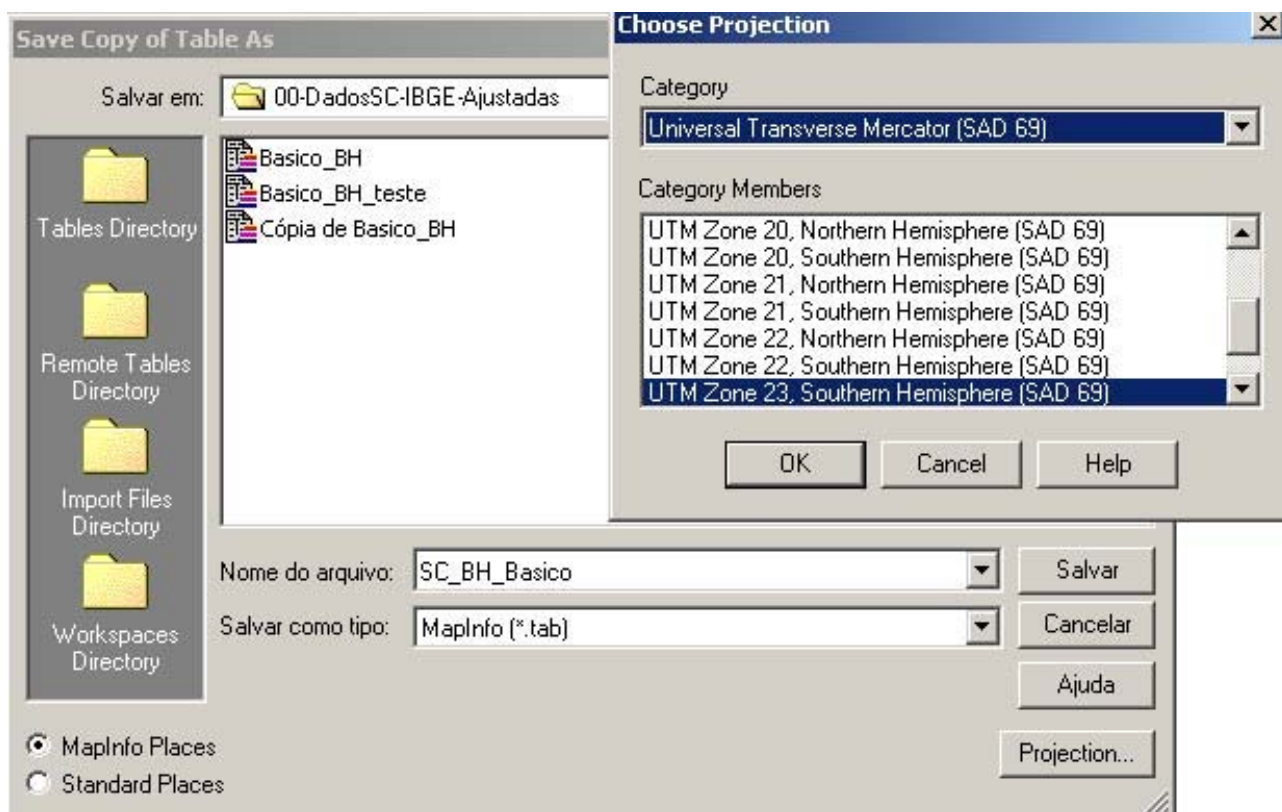 Save Copy of Table As
Salvar em:
00-DadosSC-IBGE-Ajustadas
Tables Directory
Remote Tables
Directory
Import Files
Directory
Workspaces
Directory
Basico_BH
Basico_BH_teste
Cópia de Basico_BH
Nome do arquivo:
SC_BH_Basico
Salvar
Salvar como tipo:
MapInfo (*.tab)
Cancelar
Ajuda
MapInfo Places
Standard Places
Projection...
Choose Projection
Category
Universal Transverse Mercator (SAD 69)
Category Members
UTM Zone 20, Northern Hemisphere (SAD 69)
UTM Zone 20, Southern Hemisphere (SAD 69)
UTM Zone 21, Northern Hemisphere (SAD 69)
UTM Zone 21, Southern Hemisphere (SAD 69)
UTM Zone 22, Northern Hemisphere (SAD 69)
UTM Zone 22, Southern Hemisphere (SAD 69)
UTM Zone 23, Southern Hemisphere (SAD 69)
OK
Cancel
Help